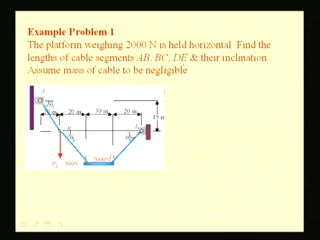 Example Problem 1
The platform weighing 2000 N is held horizontal. Find the
lengths of cable segments AB, BC, DE & their inclination
Assume mass of cable to be negligible
20 m 30 m 20 m
2000N